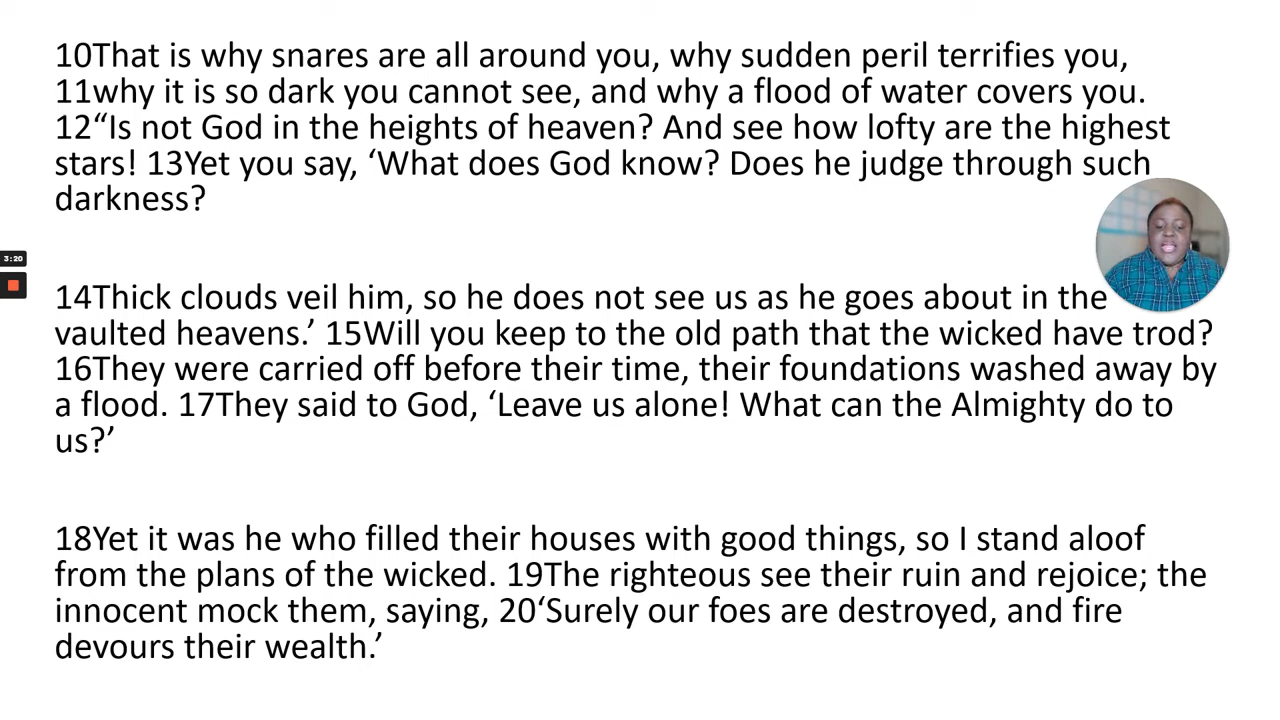 10That is why snares are all around you, why sudden peril terrifies you,
11why it is so dark you cannot see, and why a flood of water covers you.
12“Is not God in the heights of heaven? And see how lofty are the highest
stars! 13Yet you say, ‘What does God know? Does he judge through such
darkness?
3:20
14Thick clouds veil him, so he does not see us as he goes about in the
vaulted heavens.’ 15Will you keep to the old path that the wicked have trod?
16They were carried off before their time, their foundations washed away by
a flood. 17They said to God, ‘Leave us alone! What can the Almighty do to
us?’
18Yet it was he who filled their houses with good things, so I stand aloof
from the plans of the wicked. 19The righteous see their ruin and rejoice; the
innocent mock them, saying, 20‘Surely our foes are destroyed, and fire
devours their wealth.’